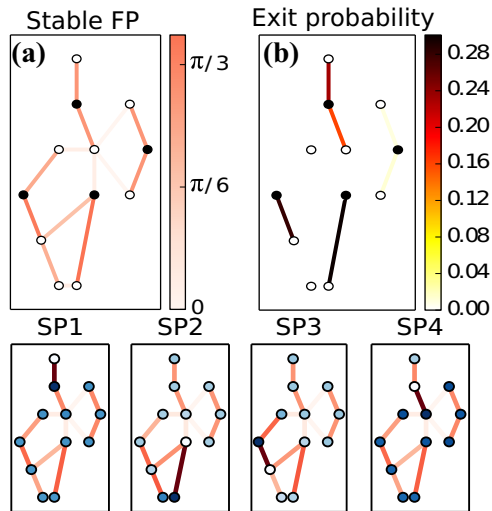 Stable FP
Exit probability
(a)
π/3
π/6
0
(b)
0.28
0.24
0.20
0.16
0.12
0.08
0.04
0.00
SP1
SP2
SP3
SP4